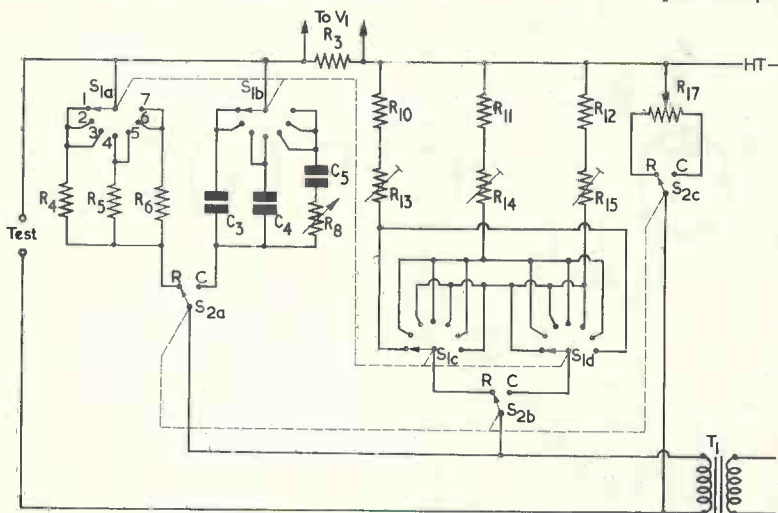 To V1
R3
HT-
S1a
S1b
1
2
3
4
5
6
7
R17
R10
R11
R12
R C
S2c
C5
R4
R5
R6
C3
C4
R8
R13
R14
R15
Test
R C
S2a
S1c
S1d
R C
S2b
T1